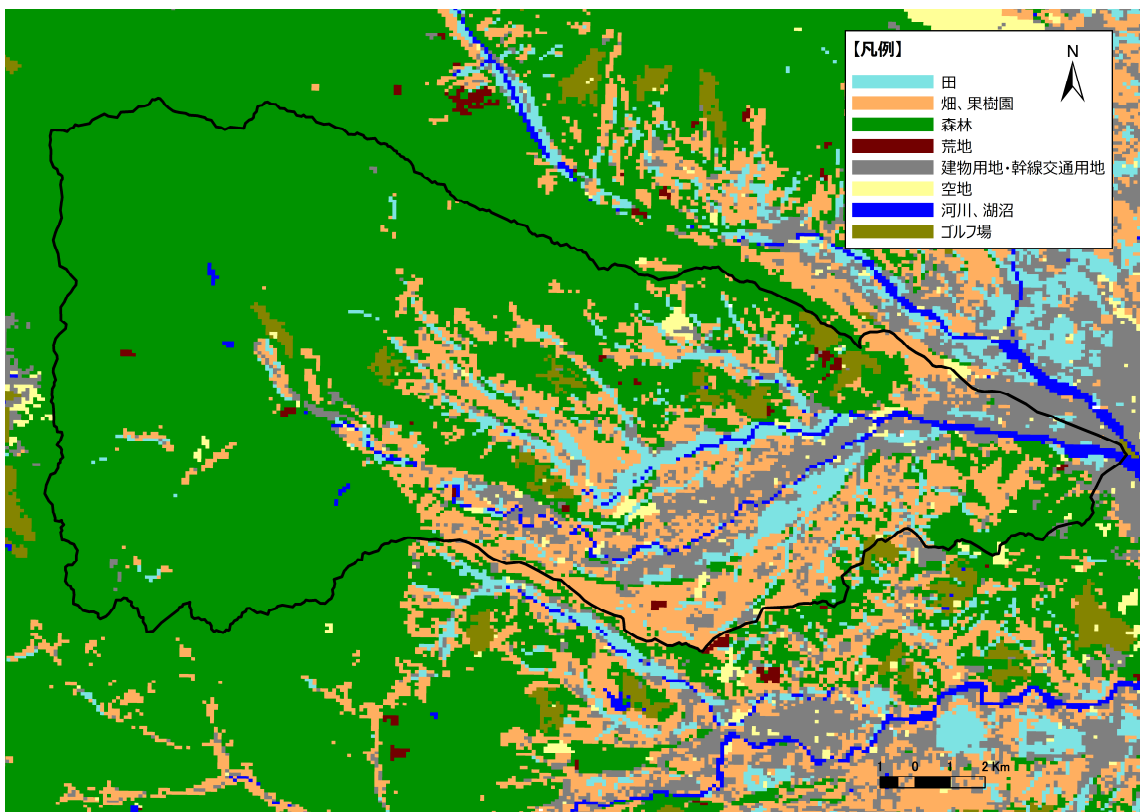 【凡例】
N
田
畑、果樹園
森林
荒地
建物用地・幹線交通用地
空地
河川、湖沼
ゴルフ場
1 0 1 2 Km